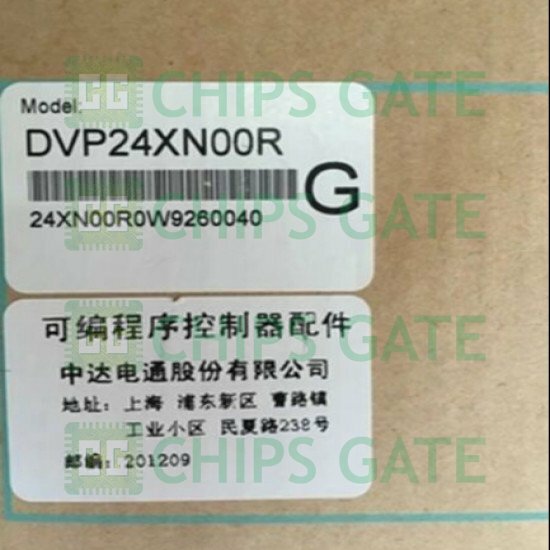 CHIPS GATE
Model:
DVP24XN00R
G
24XN00R0W9260040
CHIPS GATE
可编程序控制器配件
CHIPS GATE
中达电通股份有限公司
地址: 上海 浦东新区 曹路镇
工业小区 民夏路238号
邮编: 201209
CHIPS GATE